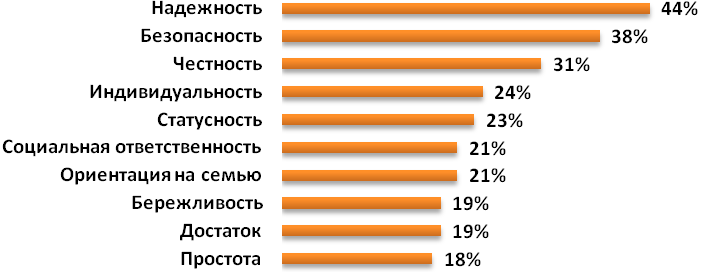 Надежность 44%
Безопасность 38%
Честность 31%
Индивидуальность 24%
Статусность 23%
Социальная ответственность 21%
Ориентация на семью 21%
Бережливость 19%
Достаток 19%
Простота 18%